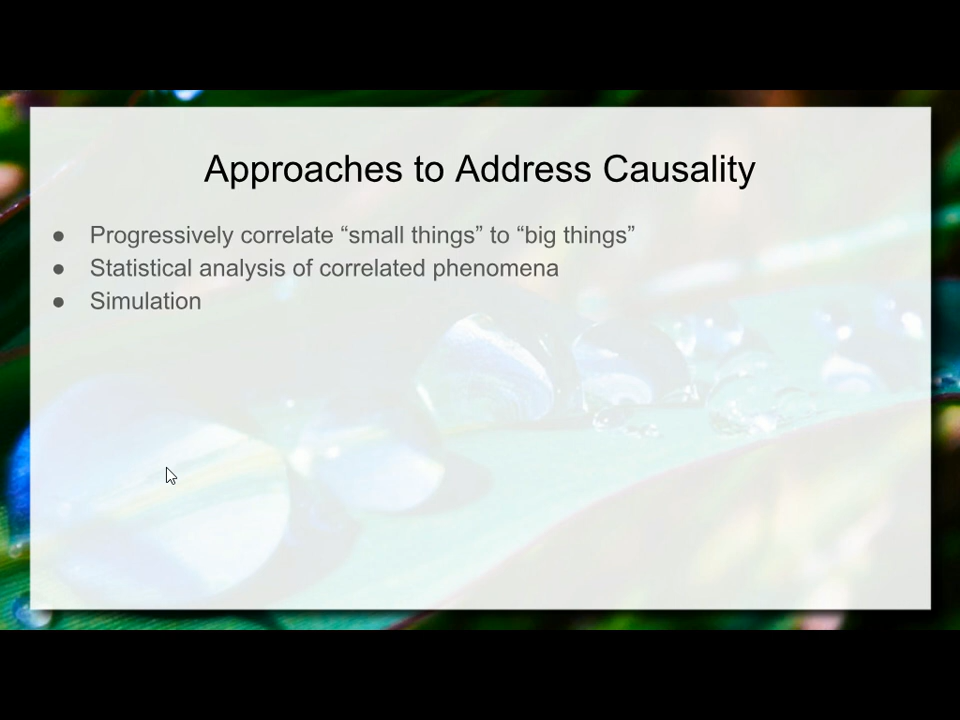 Approaches to Address Causality
● Progressively correlate “small things” to “big things”
● Statistical analysis of correlated phenomena
● Simulation